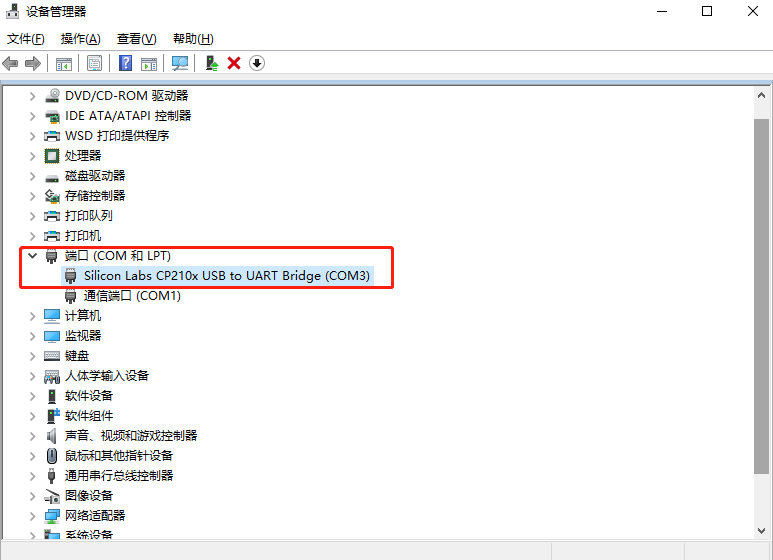 设备管理器
文件(F) 操作(A) 查看(V) 帮助(H)
DVD/CD-ROM 驱动器
IDE ATA/ATAPI 控制器
WSD 打印提供程序
处理器
磁盘驱动器
存储控制器
打印队列
打印机
端口 (COM 和 LPT)
Silicon Labs CP210x USB to UART Bridge (COM3)
通信端口 (COM1)
计算机
监视器
键盘
人体学输入设备
软件设备
软件组件
声音、视频和游戏控制器
鼠标和其他指针设备
通用串行总线控制器
图像设备
网络适配器
系统设备